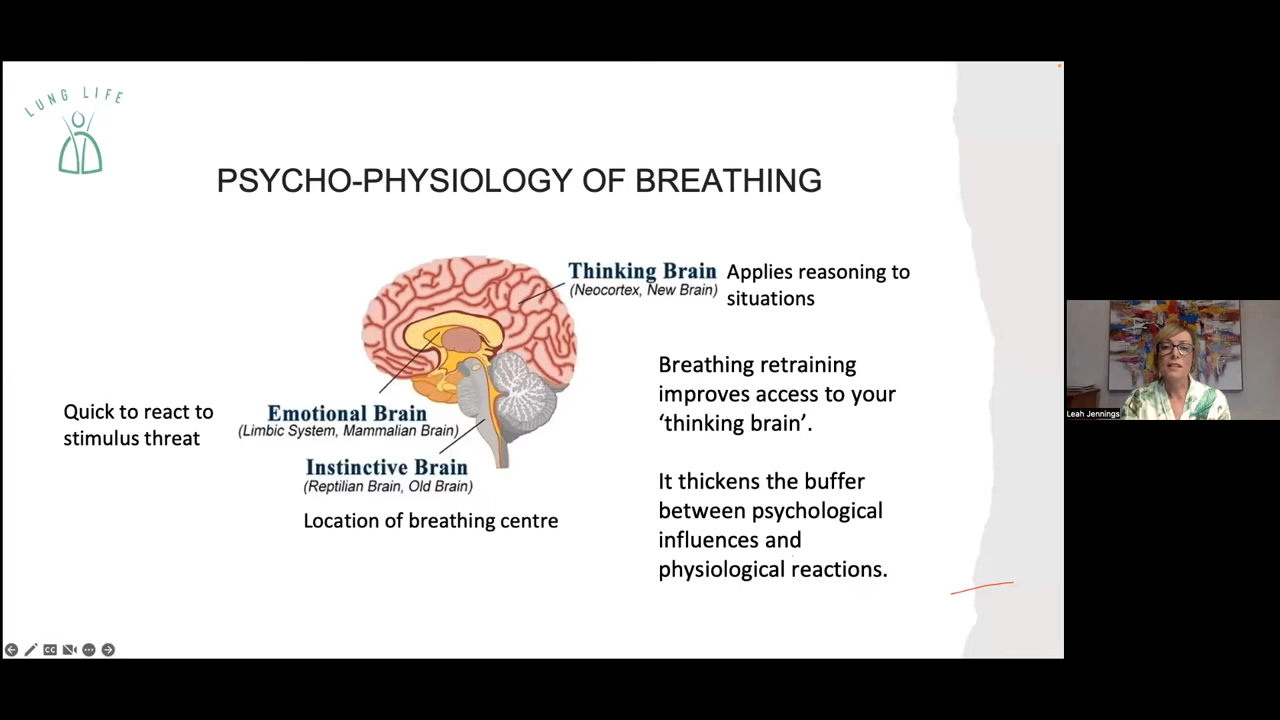 LUNG LIFE
PSYCHO-PHYSIOLOGY OF BREATHING
Thinking Brain
(Neocortex, New Brain)
Applies reasoning to
situations
Breathing retraining
improves access to your
‘thinking brain’.
Quick to react to
stimulus threat
Emotional Brain
(Limbic System, Mammalian Brain)
Instinctive Brain
(Reptilian Brain, Old Brain)
Location of breathing centre
It thickens the buffer
between psychological
influences and
physiological reactions.
CC
Leah Jennings